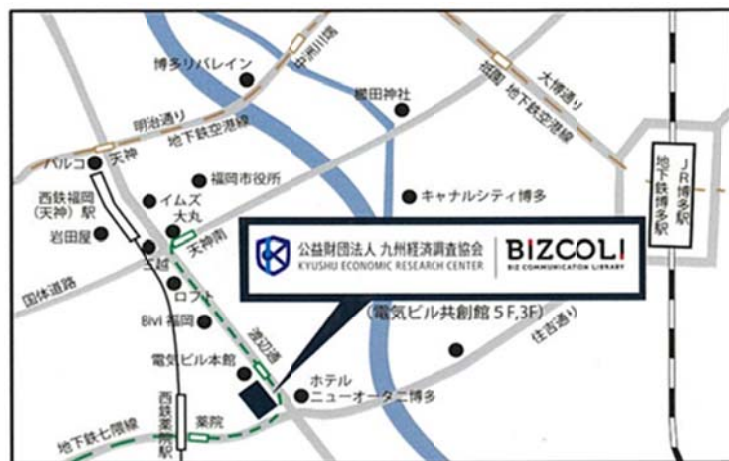 博多リバレイン
中洲川端
櫛田神社
祇園
大博通り
地下鉄空港線
明治通り
地下鉄空港線
天神
パルコ
福岡市役所
キャナルシティ博多
JR博多駅
地下鉄博多駅
西鉄福岡
(天神)駅
イムズ
大丸
天神南
岩田屋
三越
公益財団法人 九州経済調査協会
KYUSHU ECONOMIC RESEARCH CENTER
BIZCOLI
BIZ COMMUNICATION LIBRARY
国体道路
ロフト
(電気ビル共創館5F,3F)
BiVi福岡
渡辺通
住吉通り
電気ビル本館
ホテル
ニューオータニ博多
西鉄薬院駅
薬院
地下鉄七隈線